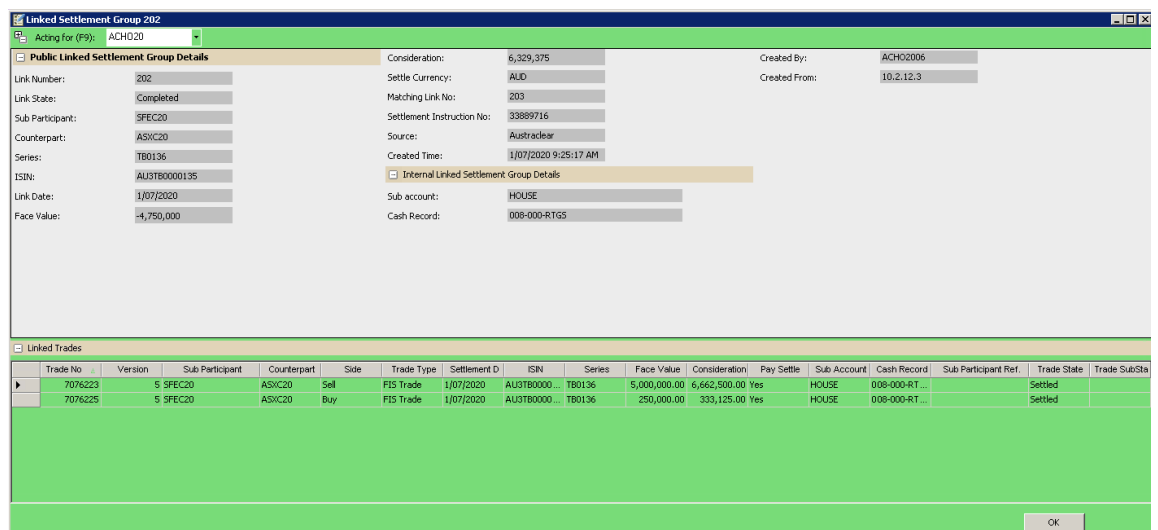 Linked Settlement Group 202
Acting for (F9): ACHO20
Public Linked Settlement Group Details
Link Number: 202
Link State: Completed
Sub Participant: SFEC20
Counterpart: ASXC20
Series: TB0136
ISIN: AU3TB0000135
Link Date: 1/07/2020
Face Value: -4,750,000
Consideration: 6,329,375
Settle Currency: AUD
Matching Link No: 203
Settlement Instruction No: 33889716
Source: Austraclear
Created Time: 1/07/2020 9:25:17 AM
Internal Linked Settlement Group Details
Sub account: HOUSE
Cash Record: 008-000-RTGS
Created By: ACHO2006
Created From: 10.2.12.3
Linked Trades
Trade No Version Sub Participant Counterpart Side Trade Type Settlement D ISIN Series Face Value Consideration Pay Settle Sub Account Cash Record Sub Participant Ref. Trade State Trade SubSta
7076223 5 SFEC20 ASXC20 Sell FIS Trade 1/07/2020 AU3TB0000... TB0136 5,000,000.00 6,662,500.00 Yes HOUSE 008-000-RT... Settled
7076225 5 SFEC20 ASXC20 Buy FIS Trade 1/07/2020 AU3TB0000... TB0136 250,000.00 333,125.00 Yes HOUSE 008-000-RT... Settled
OK